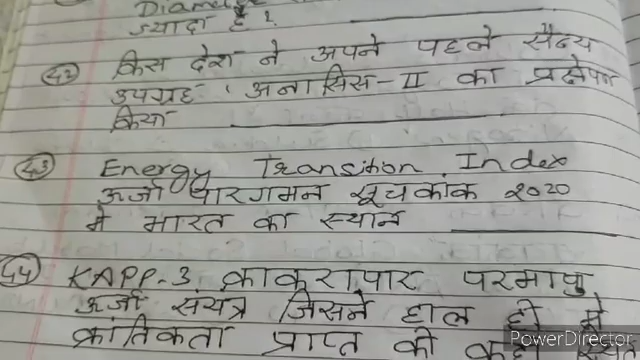 Diame
ज्यादा है ?
42 किस देश ने अपने पहले सैन्य
उपग्रह 'अनासिस-II का प्रक्षेपण
किया
43 Energy Transition Index
ऊर्जा पारगमन सूचकांक 2020
मे भारत का स्थान
44 KAPP-3 काकरापार परमाणु
ऊर्जा संयत्र जिसने हाल ही मे
क्रांतिकता प्राप्त की
PowerDirector